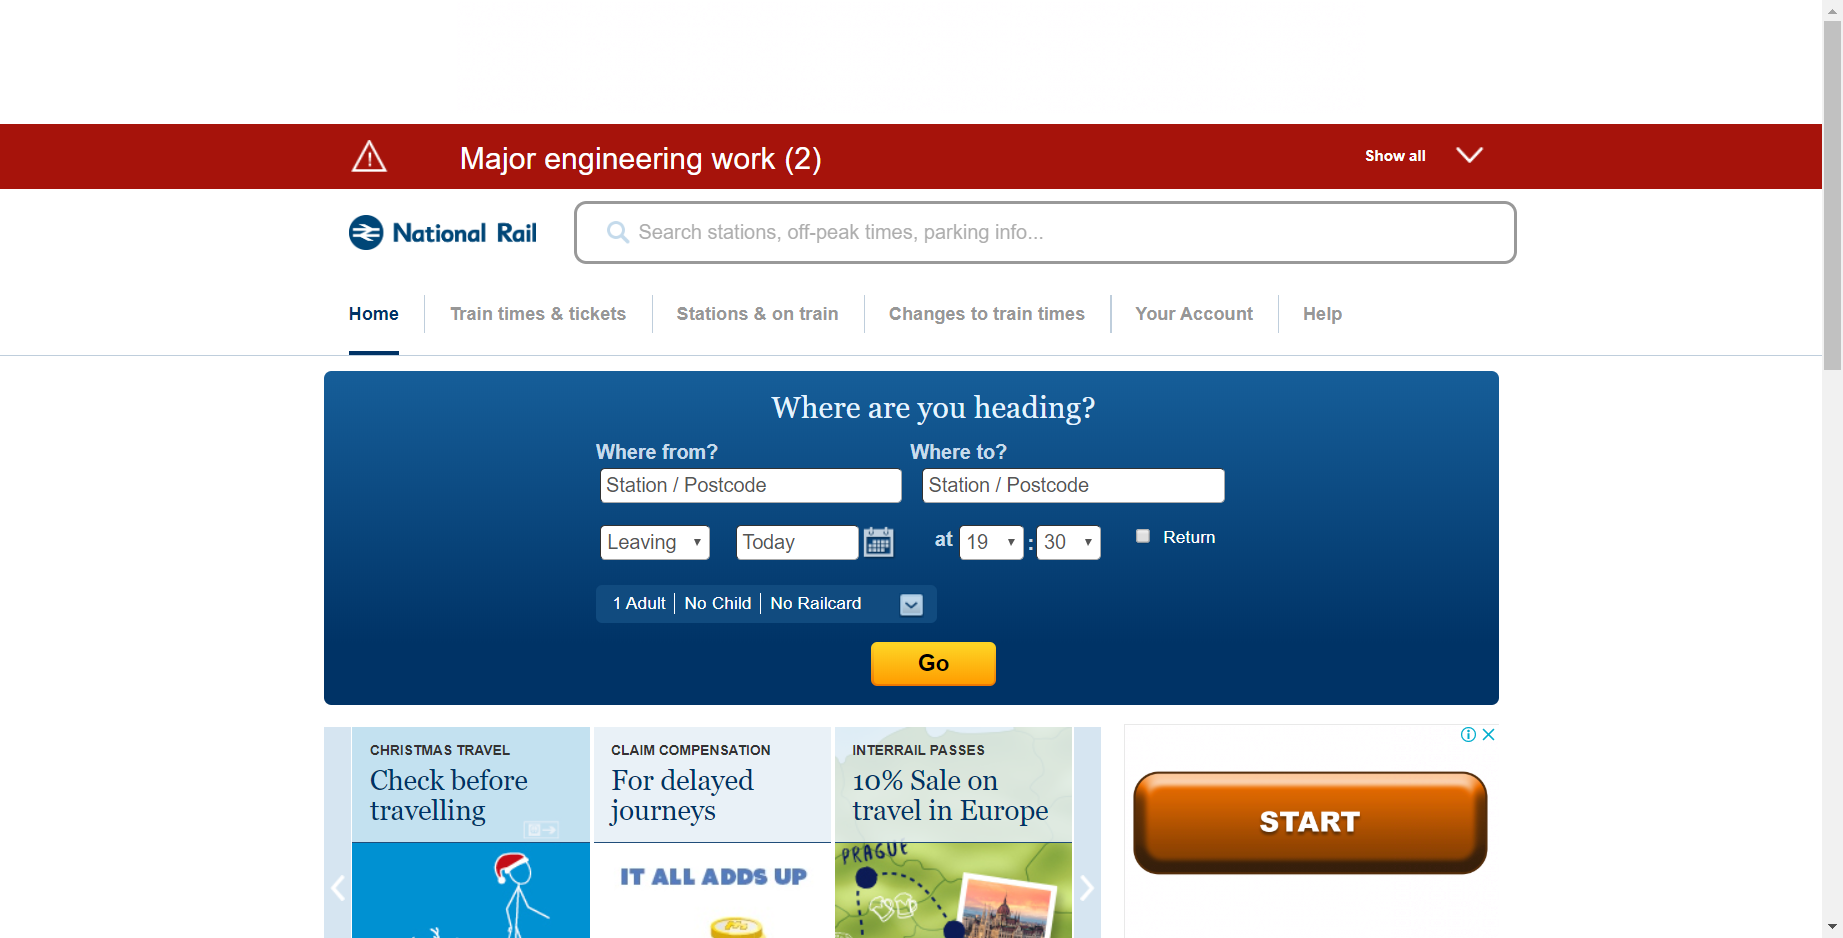 Major engineering work (2)
Show all
National Rail
Search stations, off-peak times, parking info...
Home
Train times & tickets
Stations & on train
Changes to train times
Your Account
Help
Where are you heading?
Where from?
Where to?
Station / Postcode
Station / Postcode
Leaving
Today
at
19
:
30
Return
1 Adult
No Child
No Railcard
Go
CHRISTMAS TRAVEL
Check before
travelling
CLAIM COMPENSATION
For delayed
journeys
IT ALL ADDS UP
INTERRAIL PASSES
10% Sale on
travel in Europe
PRAGUE
START